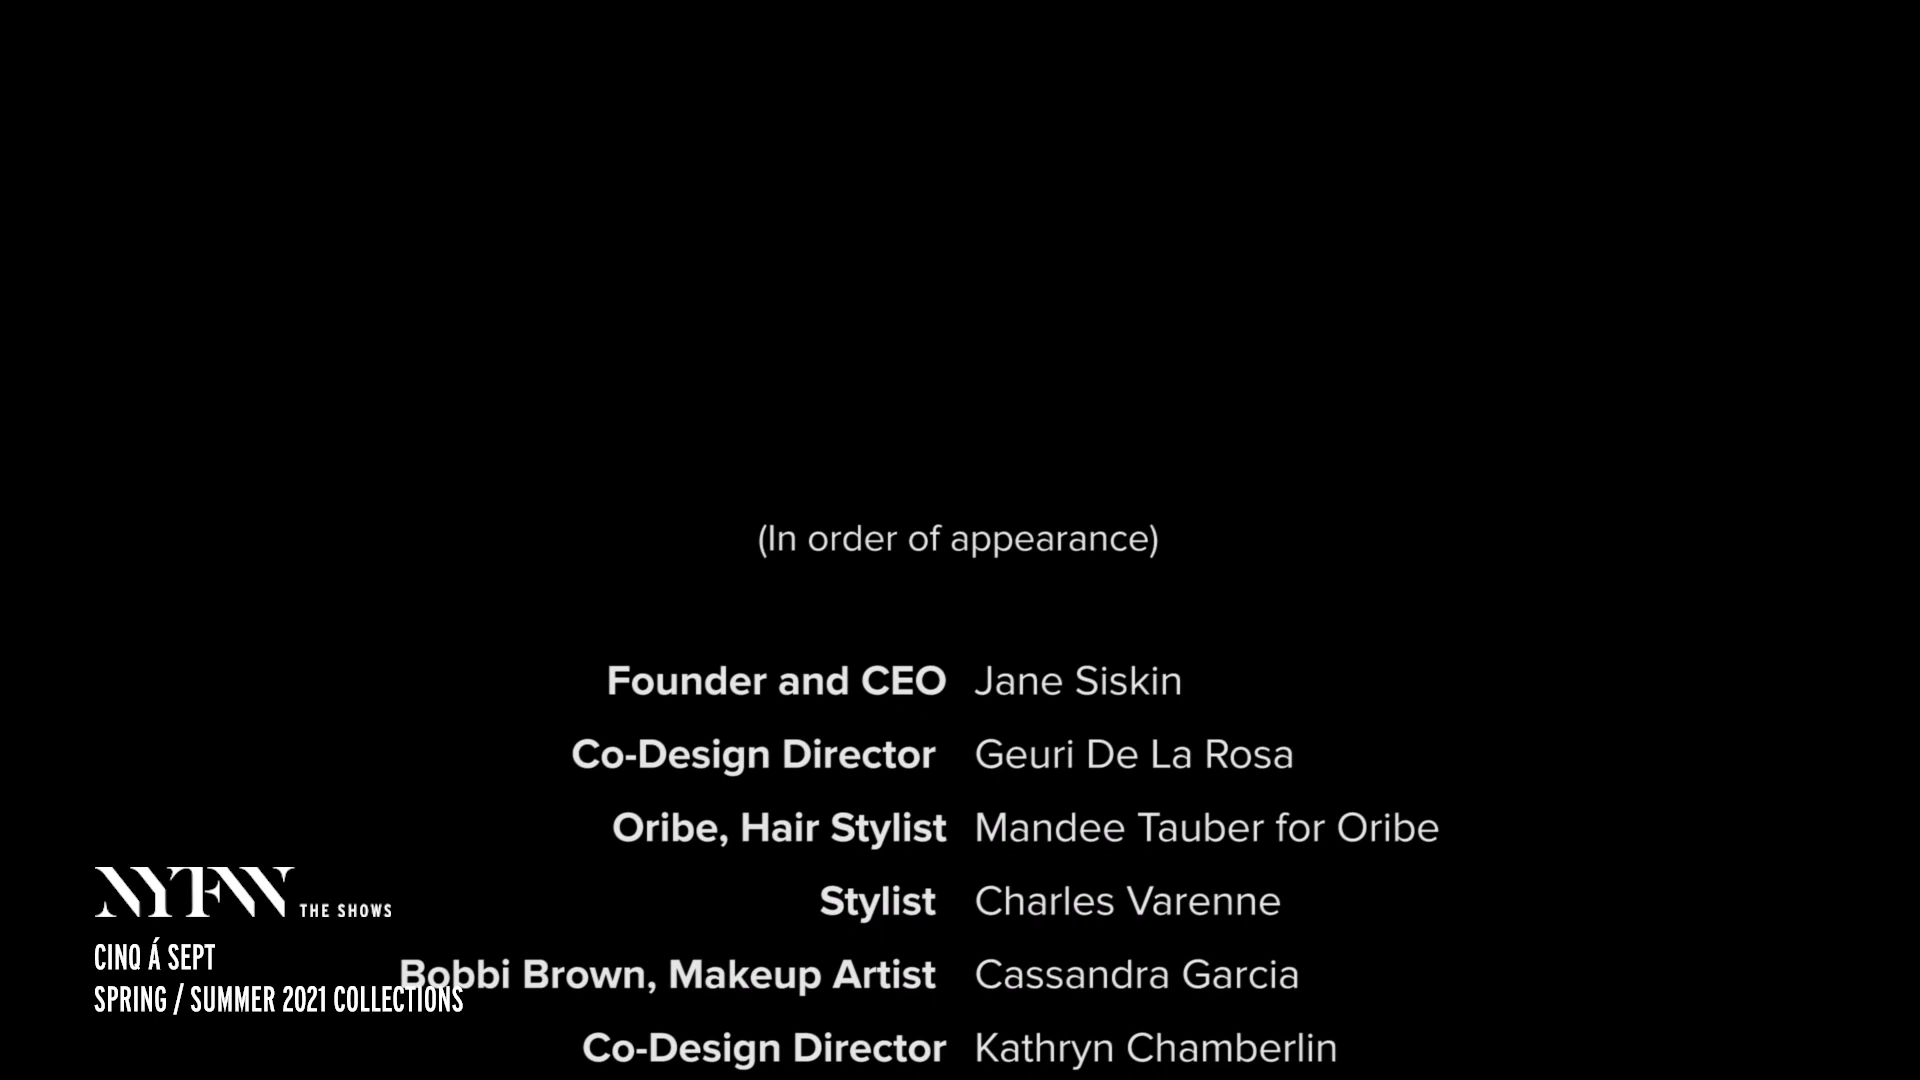 (In order of appearance)
Founder and CEO Jane Siskin
Co-Design Director Geuri De La Rosa
Oribe, Hair Stylist Mandee Tauber for Oribe
Stylist Charles Varenne
Bobbi Brown, Makeup Artist Cassandra Garcia
Co-Design Director Kathryn Chamberlin
NYFW THE SHOWS
CINQ Á SEPT
SPRING / SUMMER 2021 COLLECTIONS